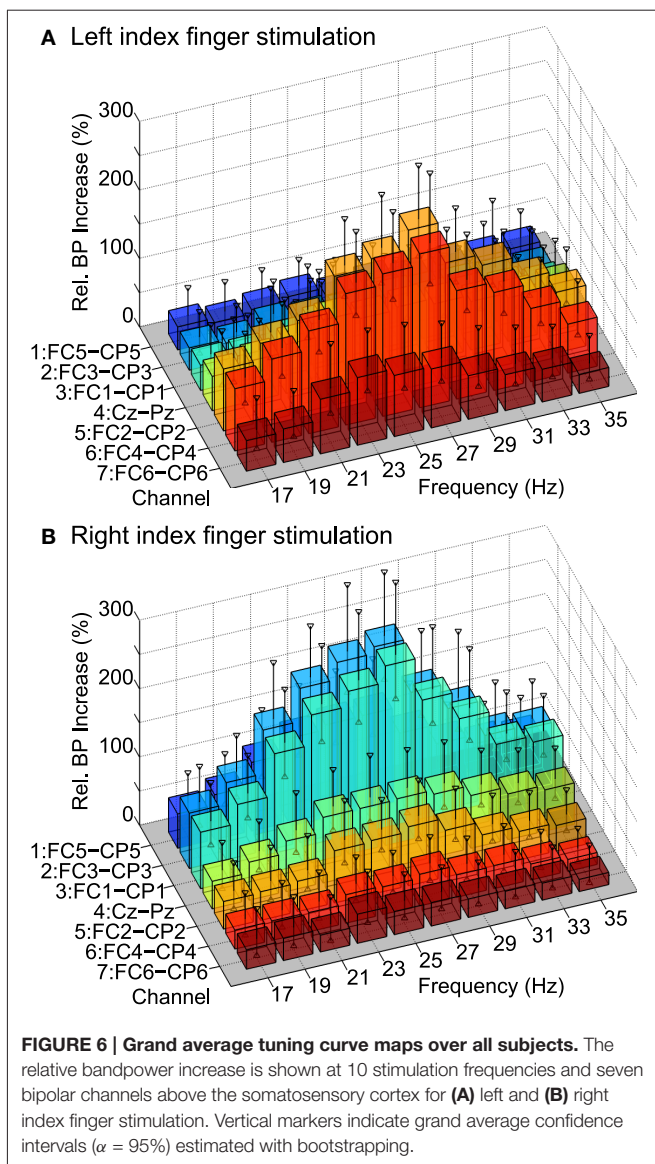 A Left index finger stimulation
Rel. BP Increase (%)
300
200
100
0
1:FC5−CP5
2:FC3−CP3
3:FC1−CP1
4:Cz−Pz
5:FC2−CP2
6:FC4−CP4
7:FC6−CP6
Channel
17
19
21
23
25
27
29
31
33
35
Frequency (Hz)
B Right index finger stimulation
Rel. BP Increase (%)
300
200
100
0
1:FC5−CP5
2:FC3−CP3
3:FC1−CP1
4:Cz−Pz
5:FC2−CP2
6:FC4−CP4
7:FC6−CP6
Channel
17
19
21
23
25
27
29
31
33
35
Frequency (Hz)
FIGURE 6 | Grand average tuning curve maps over all subjects. The
relative bandpower increase is shown at 10 stimulation frequencies and seven
bipolar channels above the somatosensory cortex for (A) left and (B) right
index finger stimulation. Vertical markers indicate grand average confidence
intervals (α = 95%) estimated with bootstrapping.